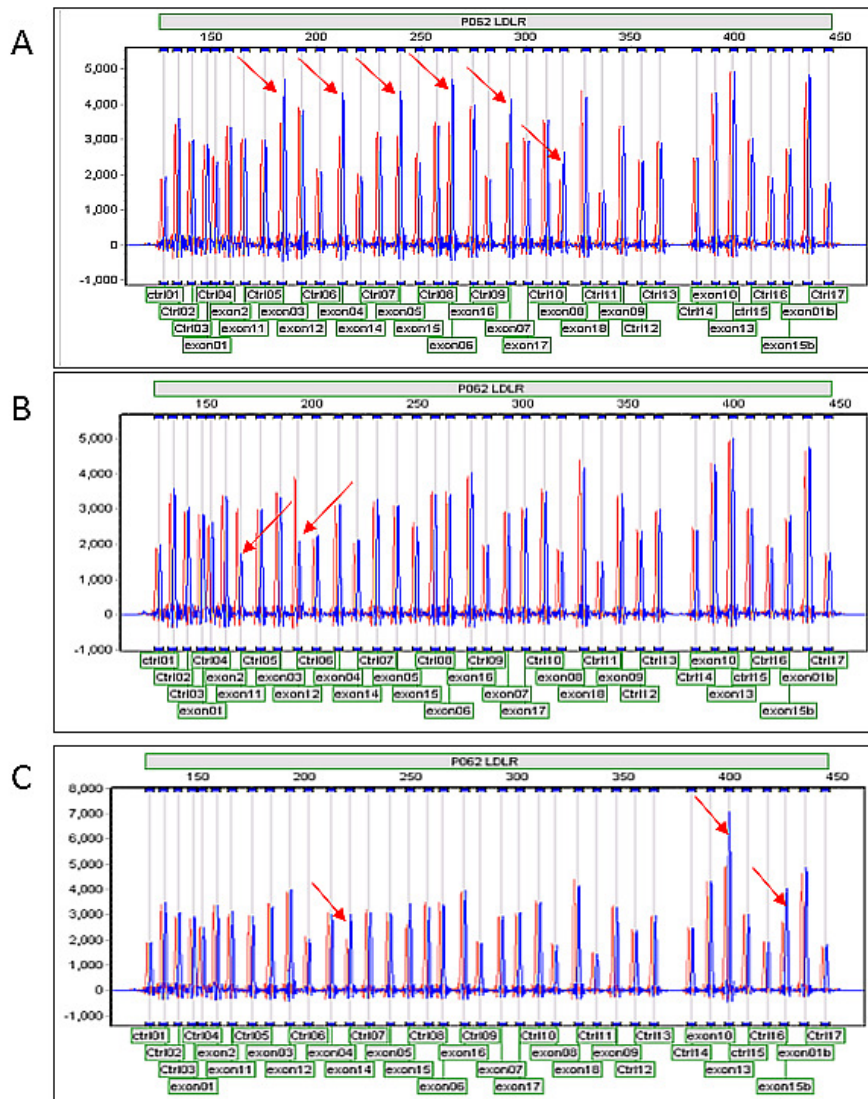 A
P062 LDLR
150 200 250 300 350 400 450
5,000
4,000
3,000
2,000
1,000
0
-1,000
ctrl01 Ctrl04 Ctrl05 Ctrl06 Ctrl07 Ctrl08 Ctrl09 Ctrl10 Ctrl11 Ctrl13 exon10 Ctrl16 Ctrl17
Ctrl02 exon2 exon03 exon04 exon05 exon16 exon08 exon09 Ctrl14 ctrl15 exon01b
Ctrl03 exon11 exon12 exon14 exon15 exon07 exon18 Ctrl12 exon13
exon01 exon06 exon17 exon15b
B
P062 LDLR
150 200 250 300 350 400 450
5,000
4,000
3,000
2,000
1,000
0
-1,000
ctrl01 Ctrl04 Ctrl05 Ctrl06 Ctrl07 Ctrl08 Ctrl09 Ctrl10 Ctrl11 Ctrl13 exon10 Ctrl16 Ctrl17
Ctrl02 exon2 exon03 exon04 exon05 exon16 exon08 exon09 Ctrl14 ctrl15 exon01b
Ctrl03 exon11 exon12 exon14 exon15 exon07 exon18 Ctrl12 exon13
exon01 exon06 exon17 exon15b
C
P062 LDLR
150 200 250 300 350 400 450
8,000
7,000
6,000
5,000
4,000
3,000
2,000
1,000
0
-1,000
ctrl01 Ctrl04 Ctrl05 Ctrl06 Ctrl07 Ctrl08 Ctrl09 Ctrl10 Ctrl11 Ctrl13 exon10 Ctrl16 Ctrl17
Ctrl02 exon2 exon03 exon04 exon05 exon16 exon08 exon09 Ctrl14 ctrl15 exon01b
Ctrl03 exon11 exon12 exon14 exon15 exon07 exon18 Ctrl12 exon13
exon01 exon06 exon17 exon15b